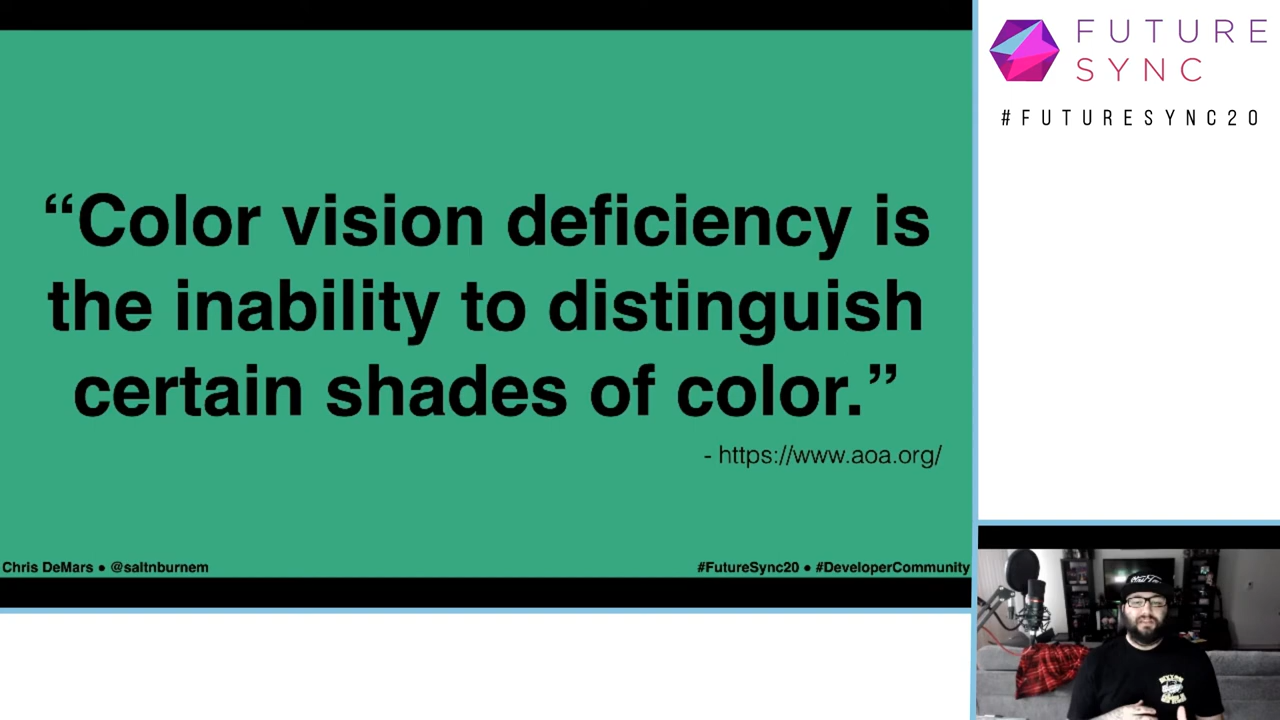 “Color vision deficiency is
the inability to distinguish
certain shades of color.”
- https://www.aoa.org/
Chris DeMars ● @saltnburnem
#FutureSync20 ● #DeveloperCommunity
FUTURE
SYNC
#FUTURESYNC20